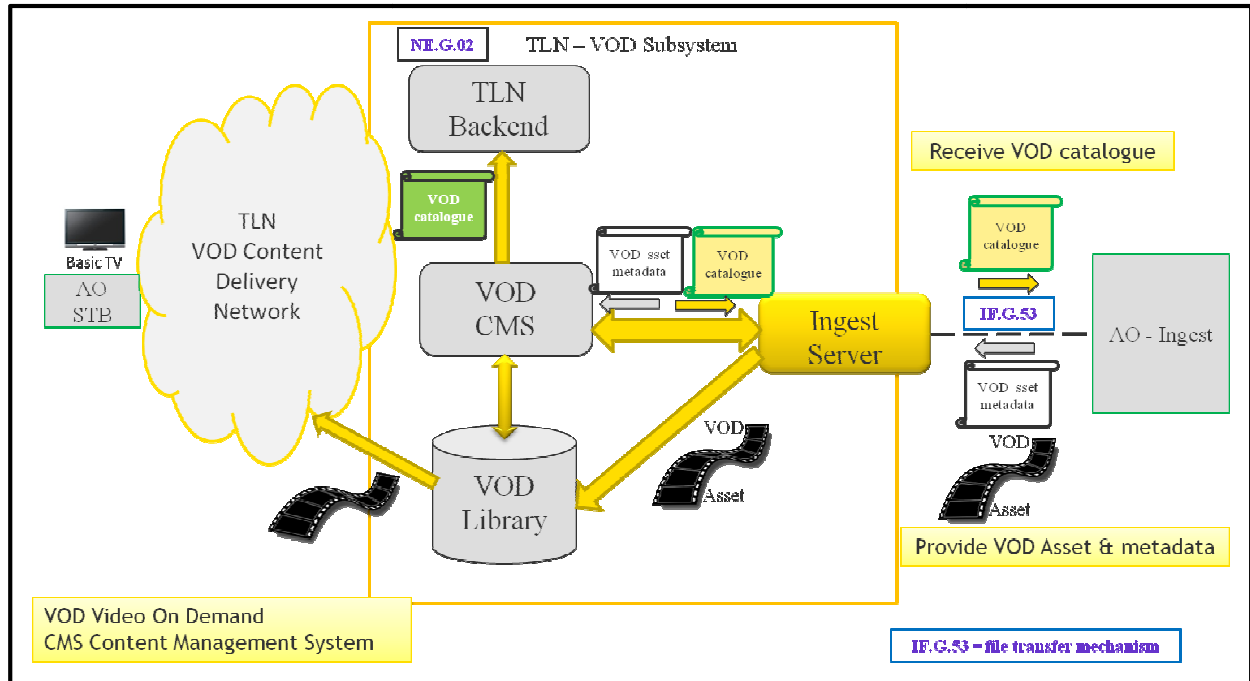 NE.G.02
TLN – VOD Subsystem
TLN
Backend
VOD
catalogue
TLN
VOD Content
Delivery
Network
Basic TV
AO
STB
VOD
CMS
VOD sset
metadata
VOD
catalogue
Ingest
Server
Receive VOD catalogue
VOD
catalogue
IF.G.53
AO - Ingest
VOD sset
metadata
VOD
Asset
VOD
Asset
VOD
Library
Provide VOD Asset & metadata
VOD Video On Demand
CMS Content Management System
IF.G.53 = file transfer mechanism